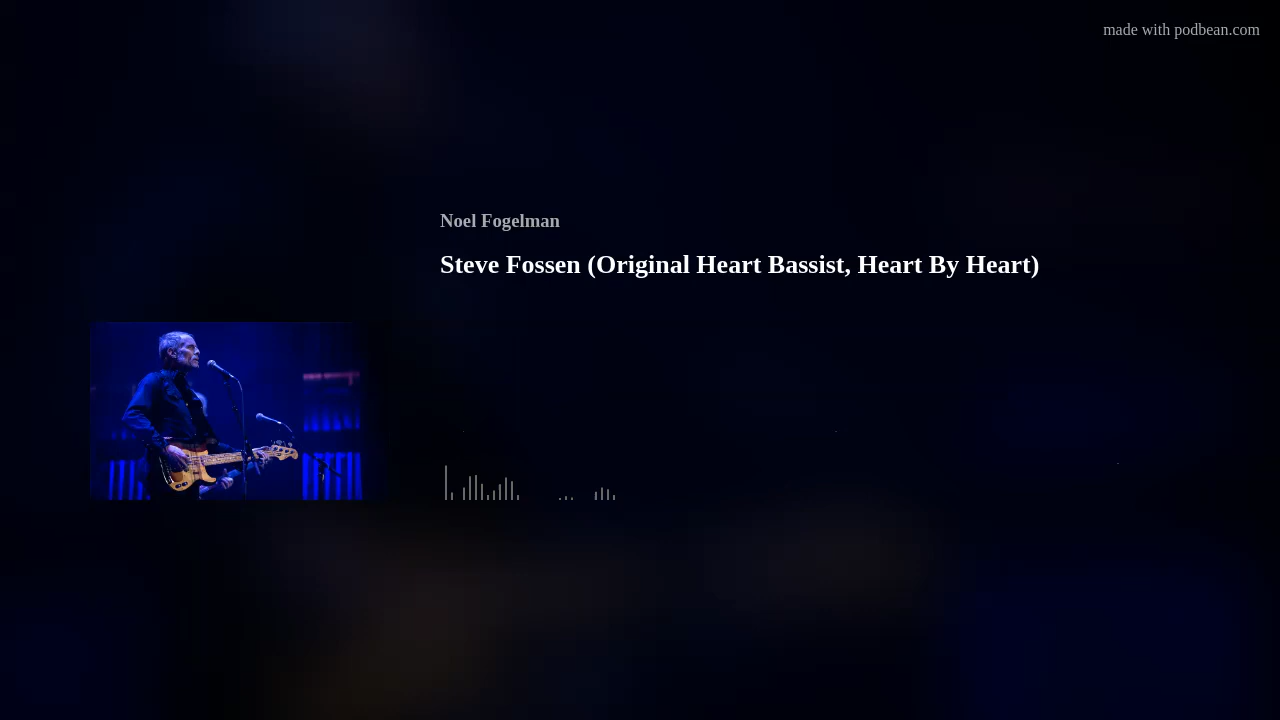 made with podbean.com
Noel Fogelman
Steve Fossen (Original Heart Bassist, Heart By Heart)